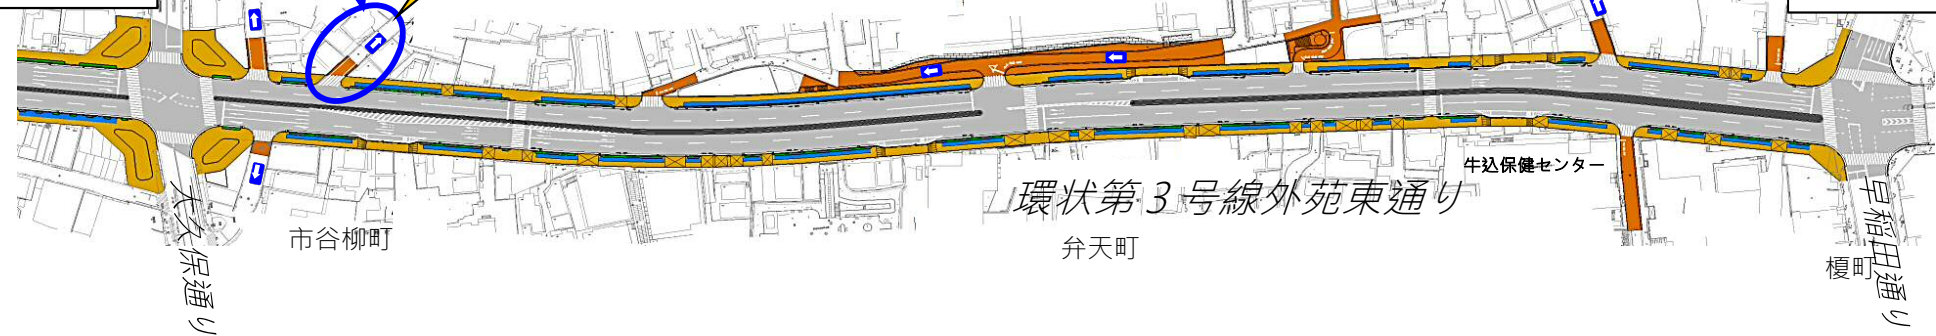 牛込保健センター
環状第３号線外苑東通り
市谷柳町
弁天町
榎町
大久保通り
早稲田通り